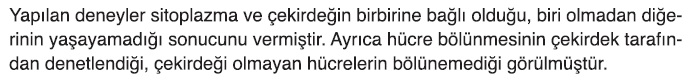 Yapılan deneyler sitoplazma ve çekirdeğin birbirine bağlı olduğu, biri olmadan diğe-
rinin yaşayamadığı sonucunu vermiştir. Ayrıca hücre bölünmesinin çekirdek tarafın-
dan denetlendiği, çekirdeği olmayan hücrelerin bölünemediği görülmüştür.